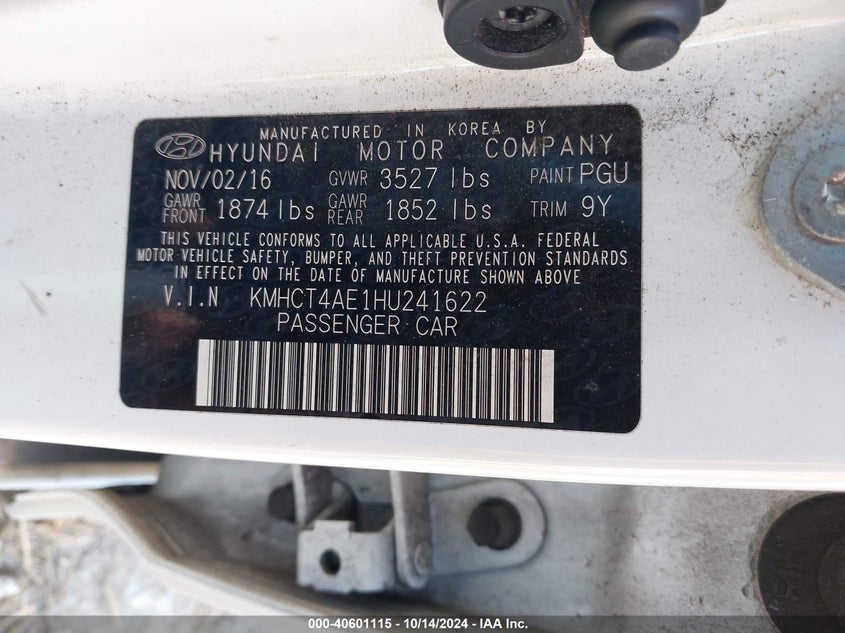 MANUFACTURED IN KOREA BY
HYUNDAI MOTOR COMPANY
NOV/02/16 GVWR 3527 lbs PAINT PGU
GAWR FRONT 1874 lbs GAWR REAR 1852 lbs TRIM 9Y
THIS VEHICLE CONFORMS TO ALL APPLICABLE U.S.A. FEDERAL
MOTOR VEHICLE SAFETY, BUMPER, AND THEFT PREVENTION STANDARDS
IN EFFECT ON THE DATE OF MANUFACTURE SHOWN ABOVE
V.I.N KMHCT4AE1HU241622
PASSENGER CAR
000-40601115 - 10/14/2024 - IAA Inc.